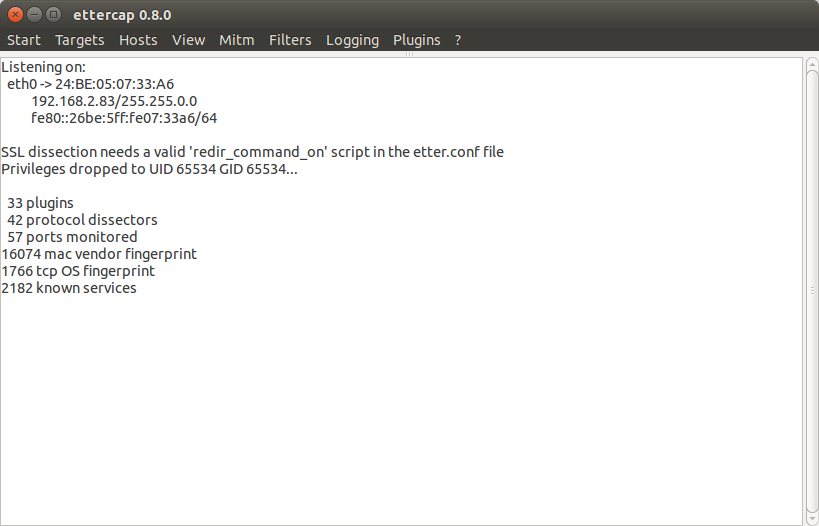 ettercap 0.8.0
Start Targets Hosts View Mitm Filters Logging Plugins ?
Listening on:
eth0 -> 24:BE:05:07:33:A6
192.168.2.83/255.255.0.0
fe80::26be:5ff:fe07:33a6/64
SSL dissection needs a valid 'redir_command_on' script in the etter.conf file
Privileges dropped to UID 65534 GID 65534...
33 plugins
42 protocol dissectors
57 ports monitored
16074 mac vendor fingerprint
1766 tcp OS fingerprint
2182 known services